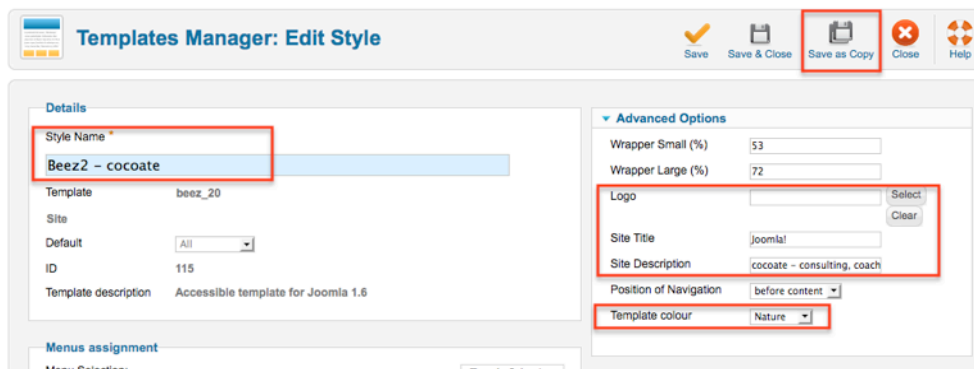 Templates Manager: Edit Style
Save
Save & Close
Save as Copy
Close
Help
Details
Style Name *
Beez2 – cocoate
Template beez_20
Site
Default All
ID 115
Template description Accessible template for Joomla 1.6
Menus assignment
Advanced Options
Wrapper Small (%) 53
Wrapper Large (%) 72
Logo Select
Clear
Site Title Joomla!
Site Description cocoate – consulting, coach
Position of Navigation before content
Template colour Nature